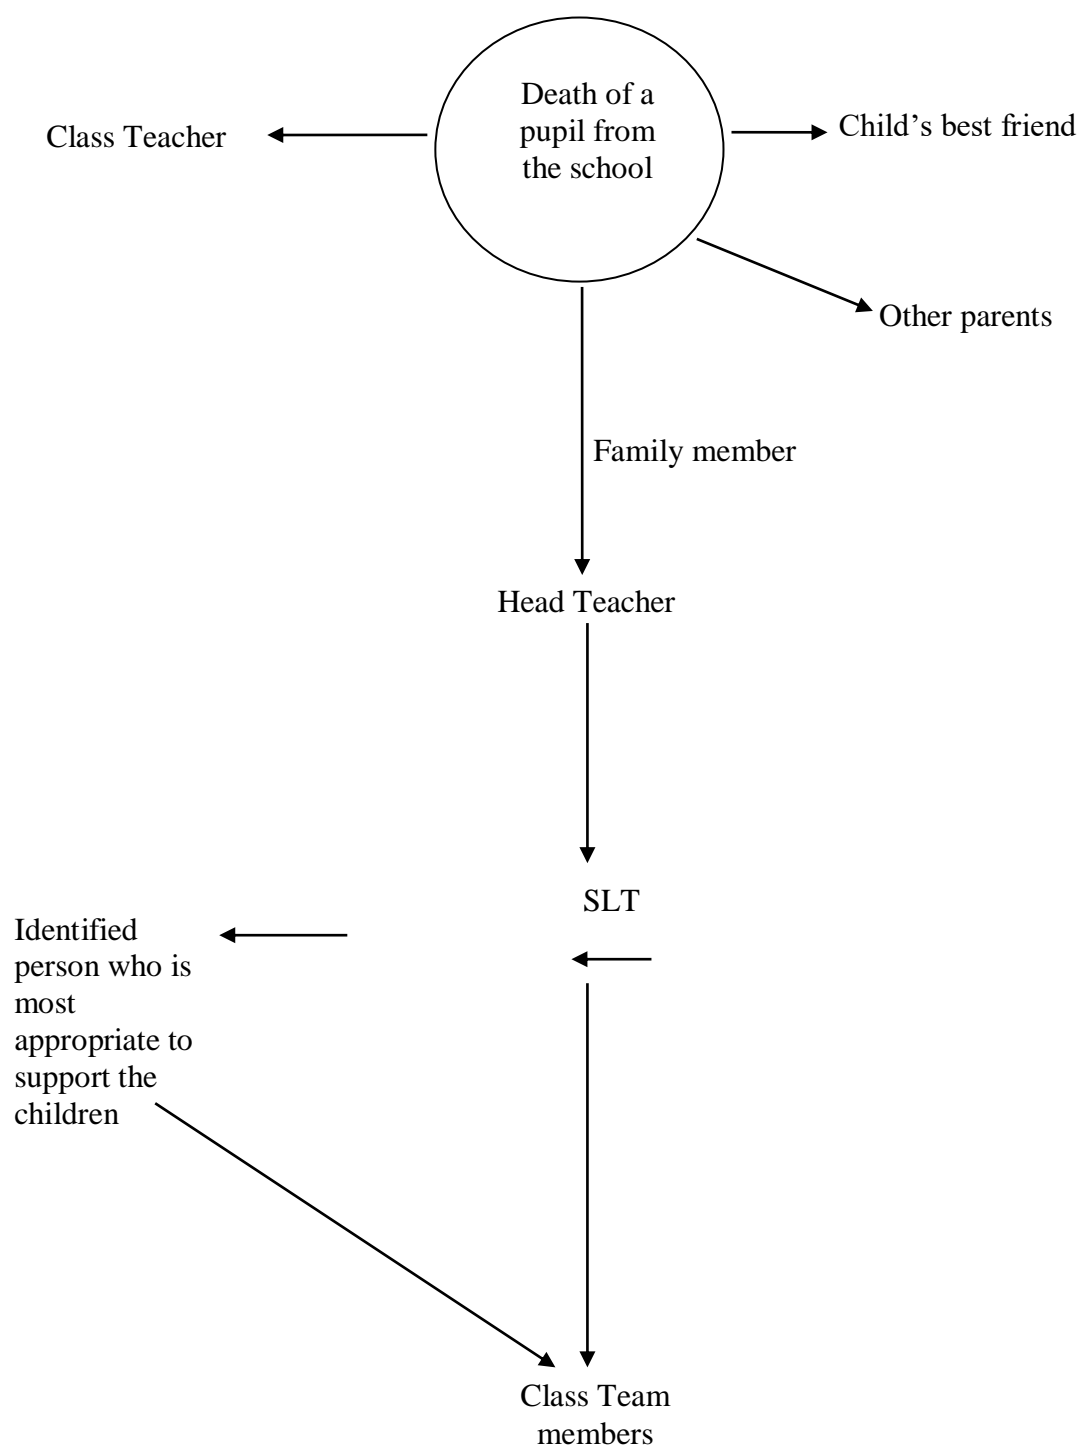 Death of a
pupil from
the school
Class Teacher
Child’s best friend
Other parents
Family member
Head Teacher
SLT
Identified
person who is
most
appropriate to
support the
children
Class Team
members